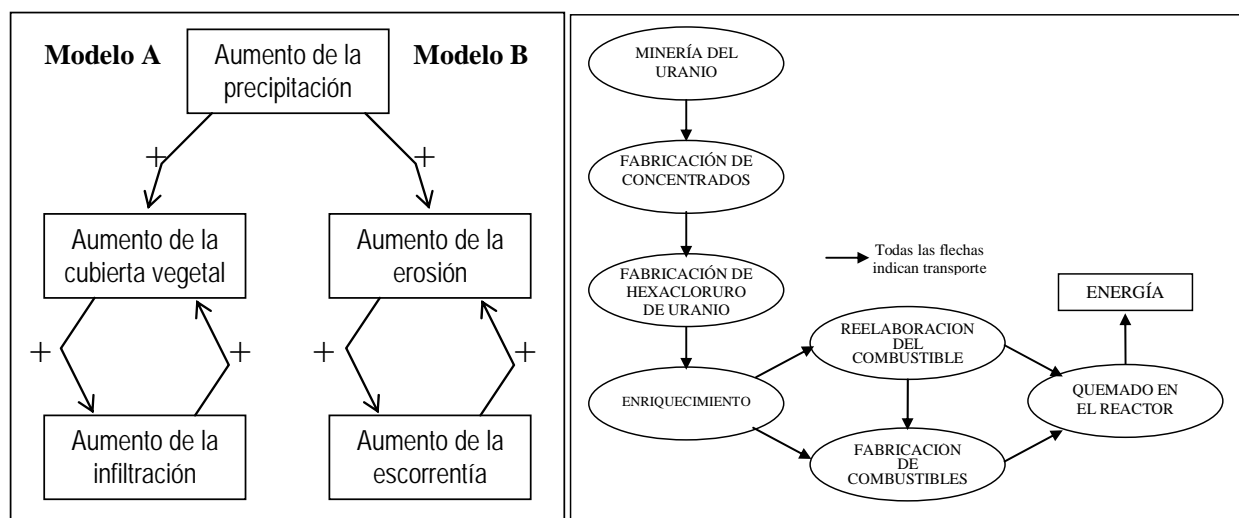 Modelo A
Aumento de la
precipitación
Modelo B
+
+
Aumento de la
cubierta vegetal
Aumento de la
erosión
+
+
+
+
Aumento de la
infiltración
Aumento de la
escorrentía
MINERÍA DEL
URANIO
FABRICACIÓN DE
CONCENTRADOS
FABRICACIÓN DE
HEXACLORURO
DE URANIO
Todas las flechas
indican transporte
ENERGÍA
REELABORACION
DEL
COMBUSTIBLE
ENRIQUECIMIENTO
QUEMADO EN
EL REACTOR
FABRICACION
DE
COMBUSTIBLES